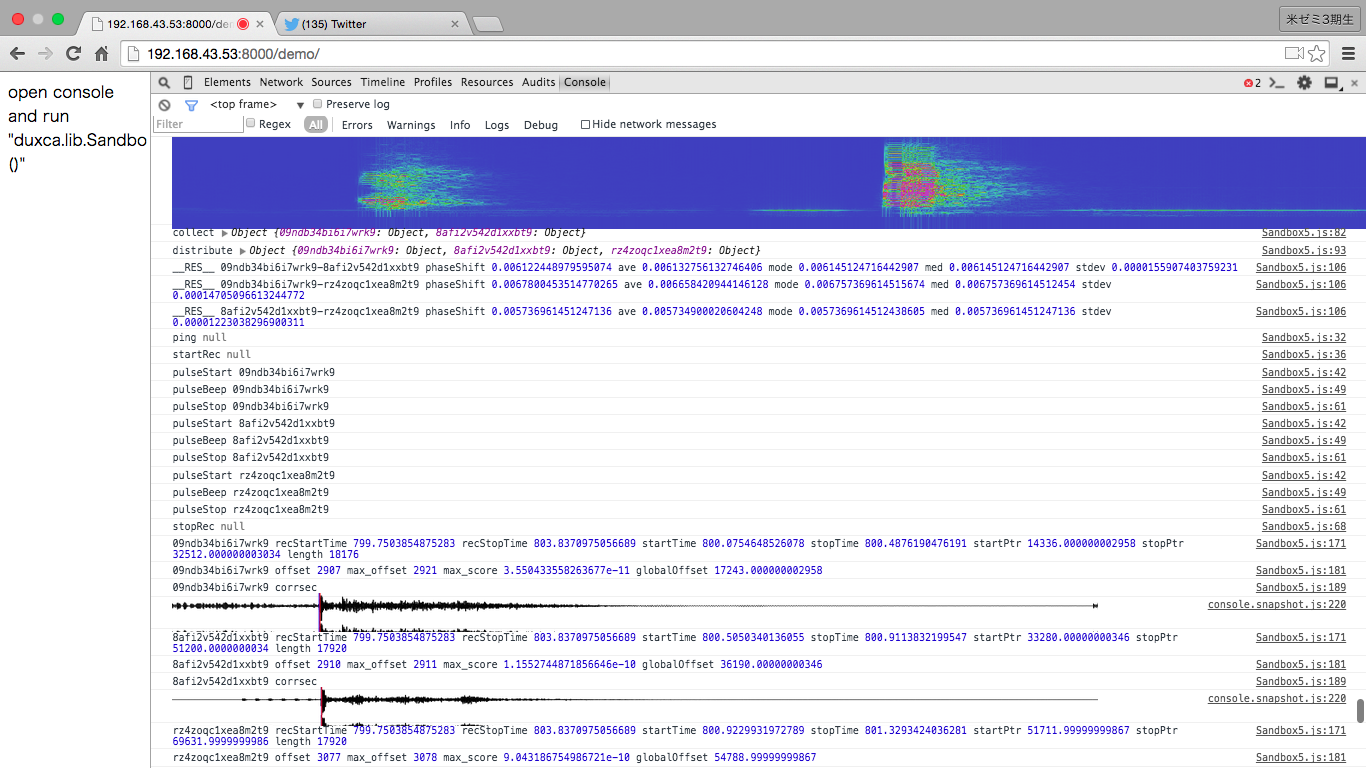 192.168.43.53:8000/de
(135) Twitter
米ゼミ3期生
192.168.43.53:8000/demo/
open console
and run
"duxca.lib.Sandbo
()"
Elements Network Sources Timeline Profiles Resources Audits Console
2
<top frame> Preserve log
Filter Regex All Errors Warnings Info Logs Debug Hide network messages
collect Object {09ndb34bi6i7wrk9: Object, 8afi2v542d1xxbt9: Object} Sandbox5.js:82
distribute Object {09ndb34bi6i7wrk9: Object, 8afi2v542d1xxbt9: Object, rz4zoqc1xea8m2t9: Object} Sandbox5.js:93
__RES__ 09ndb34bi6i7wrk9-8afi2v542d1xxbt9 phaseShift 0.006122448979595074 ave 0.006132756132746406 mode 0.006145124716442907 med 0.006145124716442907 stdev 0.0000155907403759231 Sandbox5.js:106
__RES__ 09ndb34bi6i7wrk9-rz4zoqc1xea8m2t9 phaseShift 0.0067800453514770265 ave 0.006658420944146128 mode 0.006757369614515674 med 0.006757369614512454 stdev Sandbox5.js:106
0.00014705096613244772
__RES__ 8afi2v542d1xxbt9-rz4zoqc1xea8m2t9 phaseShift 0.005736961451247136 ave 0.005734900020604248 mode 0.0057369614512438605 med 0.005736961451247136 stdev Sandbox5.js:106
0.00001223038296900311
ping null Sandbox5.js:32
startRec null Sandbox5.js:36
pulseStart 09ndb34bi6i7wrk9 Sandbox5.js:42
pulseBeep 09ndb34bi6i7wrk9 Sandbox5.js:49
pulseStop 09ndb34bi6i7wrk9 Sandbox5.js:61
pulseStart 8afi2v542d1xxbt9 Sandbox5.js:42
pulseBeep 8afi2v542d1xxbt9 Sandbox5.js:49
pulseStop 8afi2v542d1xxbt9 Sandbox5.js:61
pulseStart rz4zoqc1xea8m2t9 Sandbox5.js:42
pulseBeep rz4zoqc1xea8m2t9 Sandbox5.js:49
pulseStop rz4zoqc1xea8m2t9 Sandbox5.js:61
stopRec null Sandbox5.js:68
09ndb34bi6i7wrk9 recStartTime 799.7503854875283 recStopTime 803.8370975056689 startTime 800.0754648526078 stopTime 800.4876190476191 startPtr 14336.000000002958 stopPtr Sandbox5.js:171
32512.000000003034 length 18176
09ndb34bi6i7wrk9 offset 2907 max_offset 2921 max_score 3.550433558263677e-11 globalOffset 17243.000000002958 Sandbox5.js:181
09ndb34bi6i7wrk9 corrsec Sandbox5.js:189
console.snapshot.js:220
8afi2v542d1xxbt9 recStartTime 799.7503854875283 recStopTime 803.8370975056689 startTime 800.5050340136055 stopTime 800.9113832199547 startPtr 33280.00000000346 stopPtr Sandbox5.js:171
51200.0000000034 length 17920
8afi2v542d1xxbt9 offset 2910 max_offset 2911 max_score 1.1552744871856646e-10 globalOffset 36190.00000000346 Sandbox5.js:181
8afi2v542d1xxbt9 corrsec Sandbox5.js:189
console.snapshot.js:220
rz4zoqc1xea8m2t9 recStartTime 799.7503854875283 recStopTime 803.8370975056689 startTime 800.9229931972789 stopTime 801.3293424036281 startPtr 51711.99999999867 stopPtr Sandbox5.js:171
69631.9999999986 length 17920
rz4zoqc1xea8m2t9 offset 3077 max_offset 3078 max_score 9.043186754986721e-10 globalOffset 54788.99999999867 Sandbox5.js:181